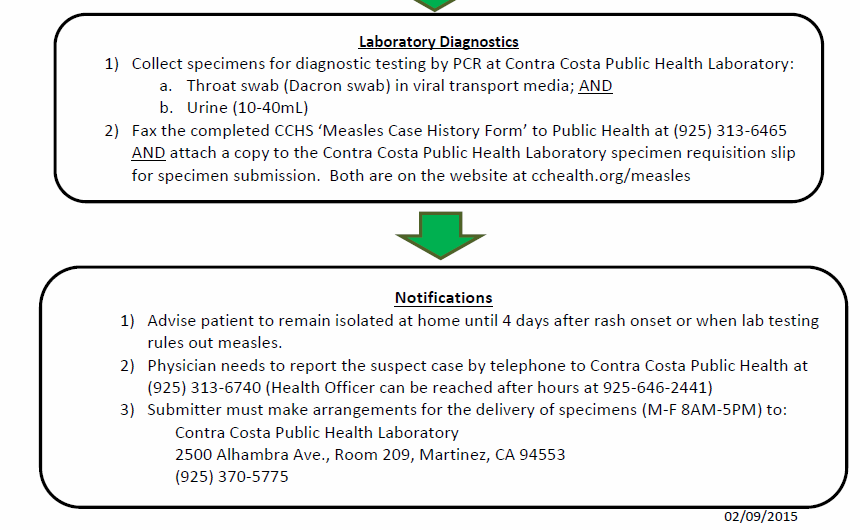 Laboratory Diagnostics
1) Collect specimens for diagnostic testing by PCR at Contra Costa Public Health Laboratory:
a. Throat swab (Dacron swab) in viral transport media; AND
b. Urine (10-40mL)
2) Fax the completed CCHS ‘Measles Case History Form’ to Public Health at (925) 313-6465
AND attach a copy to the Contra Costa Public Health Laboratory specimen requisition slip
for specimen submission. Both are on the website at cchealth.org/measles
Notifications
1) Advise patient to remain isolated at home until 4 days after rash onset or when lab testing
rules out measles.
2) Physician needs to report the suspect case by telephone to Contra Costa Public Health at
(925) 313-6740 (Health Officer can be reached after hours at 925-646-2441)
3) Submitter must make arrangements for the delivery of specimens (M-F 8AM-5PM) to:
Contra Costa Public Health Laboratory
2500 Alhambra Ave., Room 209, Martinez, CA 94553
(925) 370-5775
02/09/2015